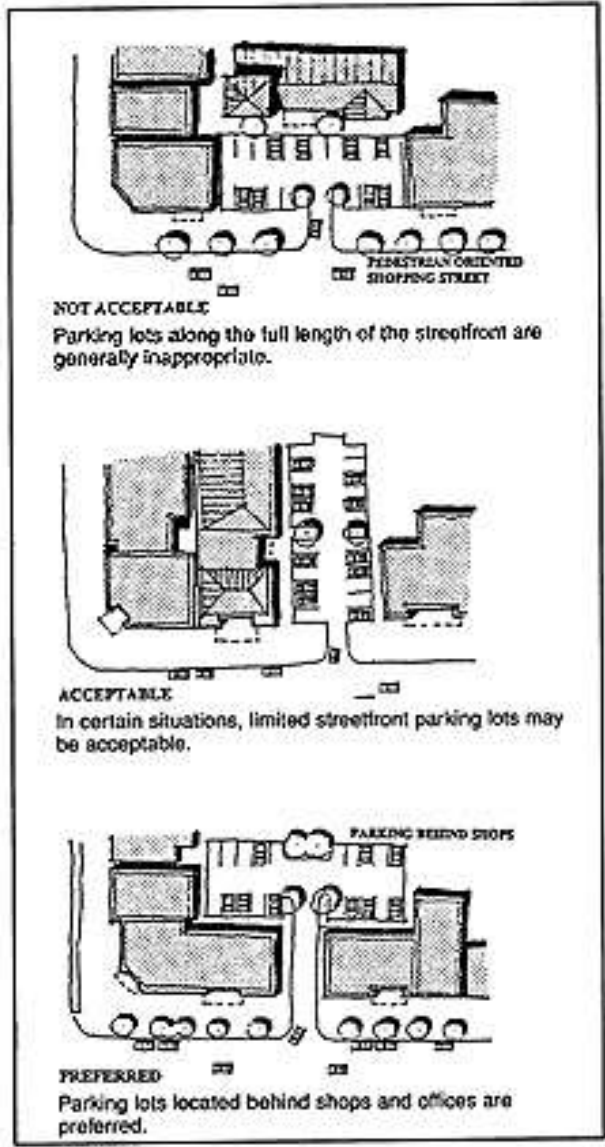 PEDESTRIAN ORIENTED
SHOPPING STREET
NOT ACCEPTABLE
Parking lots along the full length of the streetfront are
generally inappropriate.
ACCEPTABLE
In certain situations, limited streetfront parking lots may
be acceptable.
PARKING BEHIND SHOPS
PREFERRED
Parking lots located behind shops and offices are
preferred.